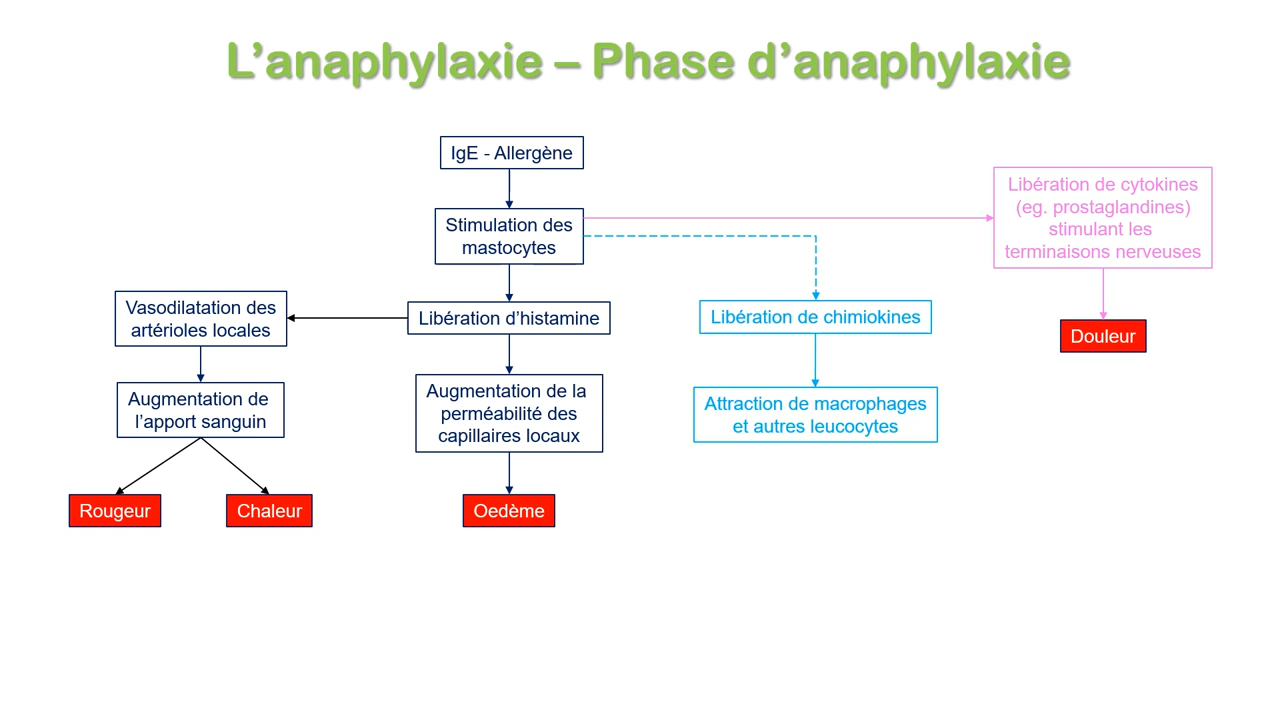 L’anaphylaxie – Phase d’anaphylaxie
IgE - Allergène
Stimulation des
mastocytes
Libération de cytokines
(eg. prostaglandines)
stimulant les
terminaisons nerveuses
Vasodilatation des
artérioles locales
Libération d’histamine
Libération de chimiokines
Douleur
Augmentation de
l’apport sanguin
Augmentation de la
perméabilité des
capillaires locaux
Attraction de macrophages
et autres leucocytes
Rougeur
Chaleur
Oedème